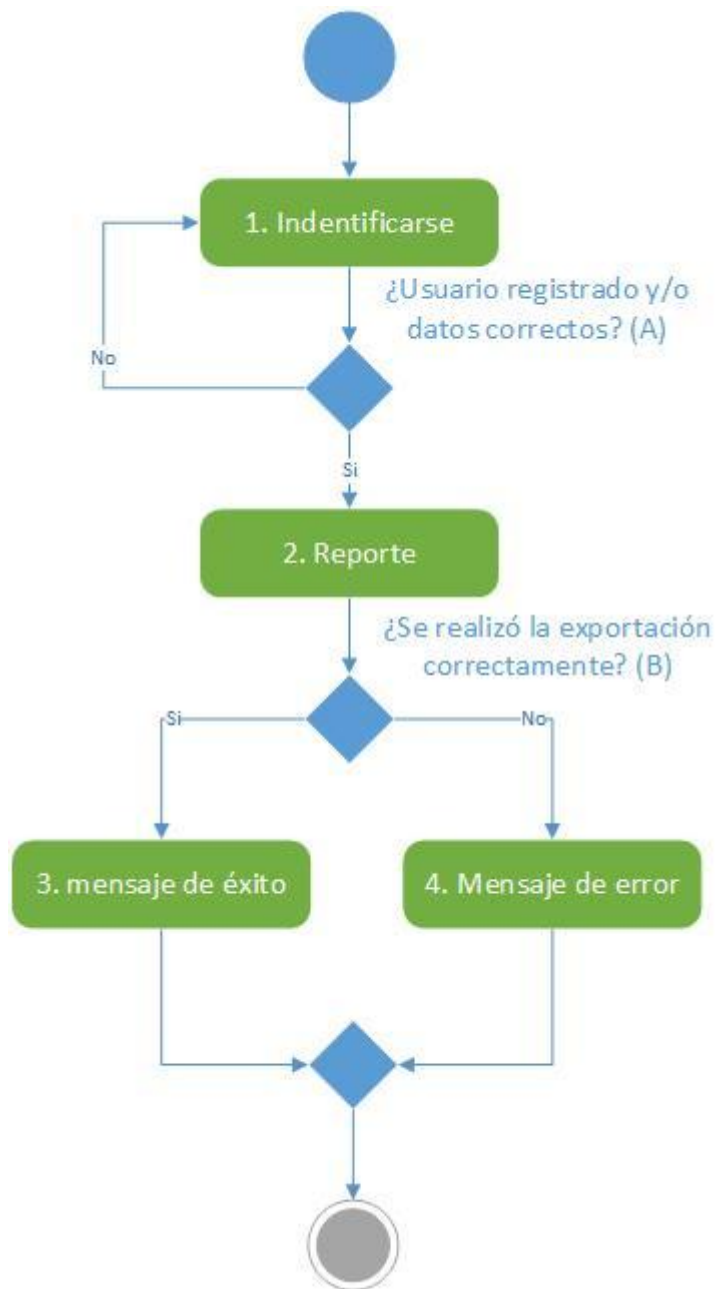 1. Indentificarse
¿Usuario registrado y/o
datos correctos? (A)
No
Si
2. Reporte
¿Se realizó la exportación
correctamente? (B)
Si
No
3. mensaje de éxito
4. Mensaje de error